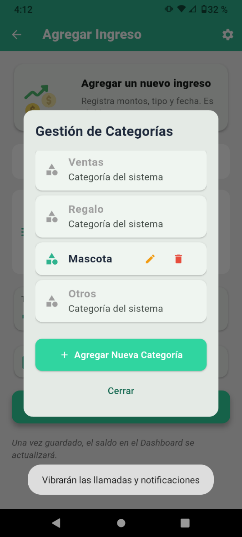 4:12
32 %
Agregar Ingreso
Agregar un nuevo ingreso
Registra montos, tipo y fecha. Es
Gestión de Categorías
Ventas
Categoría del sistema
Regalo
Categoría del sistema
Mascota
Otros
Categoría del sistema
+ Agregar Nueva Categoría
Cerrar
Una vez guardado, el saldo en el Dashboard se
actualizará.
Vibrarán las llamadas y notificaciones